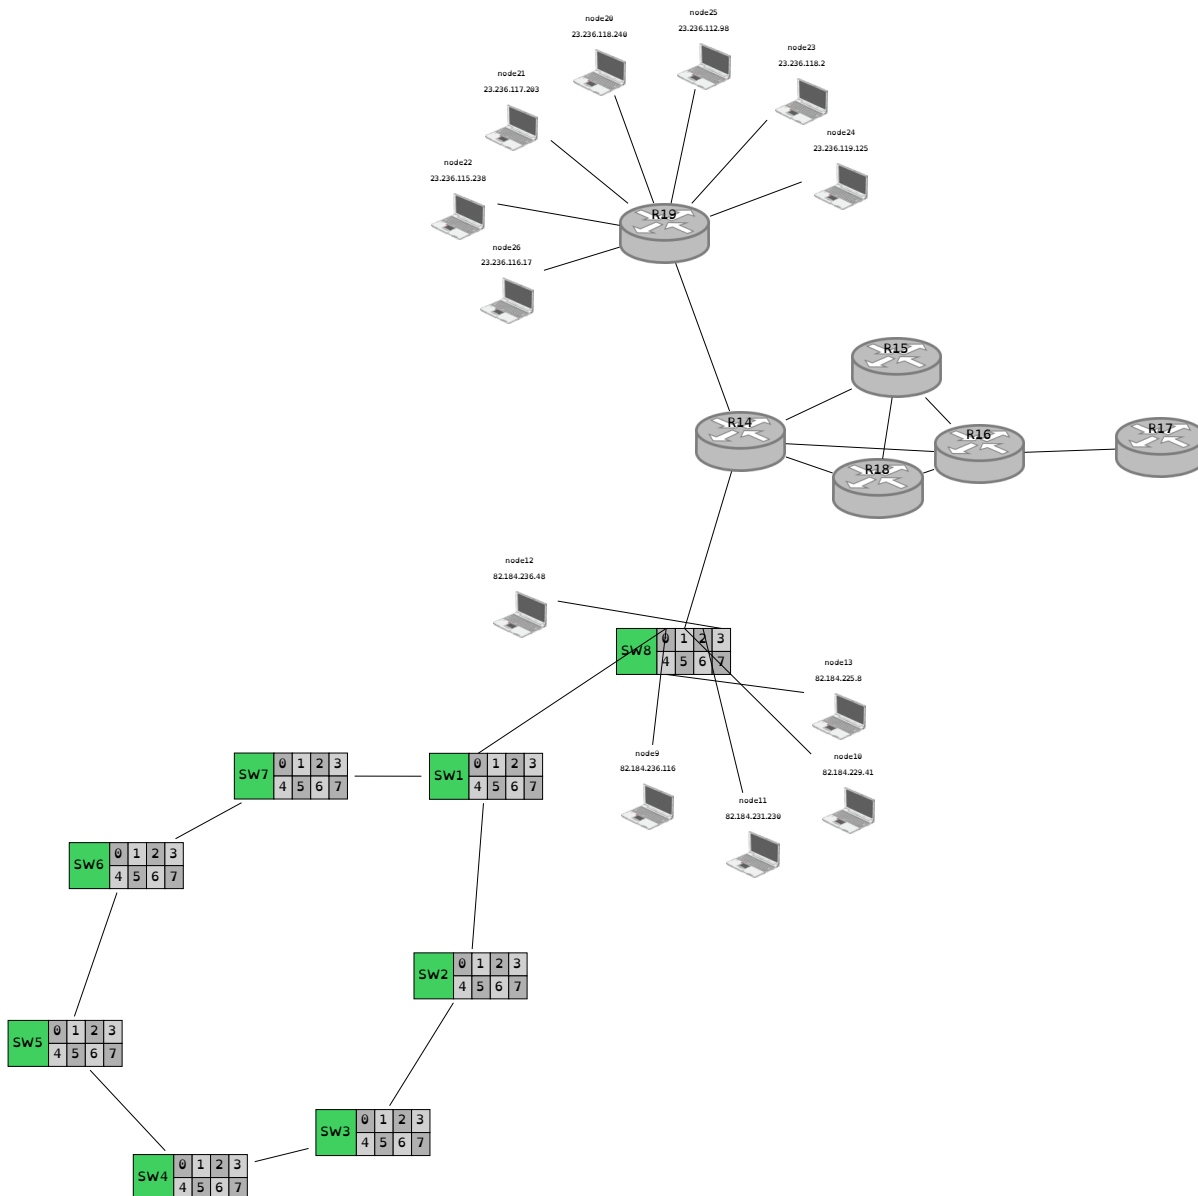 node25
node20
23.236.112.98
23.236.118.240
node23
23.236.118.2
node21
23.236.117.203
node24
23.236.119.125
node22
23.236.115.238
R19
node26
23.236.116.17
R15
R14
R16
R17
R18
node12
82.184.236.48
SW8
0 1 2 3
4 5 6 7
node13
82.184.225.8
node9
82.184.236.116
node10
82.184.229.41
node11
82.184.231.230
SW7
0 1 2 3
4 5 6 7
SW1
0 1 2 3
4 5 6 7
SW6
0 1 2 3
4 5 6 7
SW2
0 1 2 3
4 5 6 7
SW5
0 1 2 3
4 5 6 7
SW3
0 1 2 3
4 5 6 7
SW4
0 1 2 3
4 5 6 7